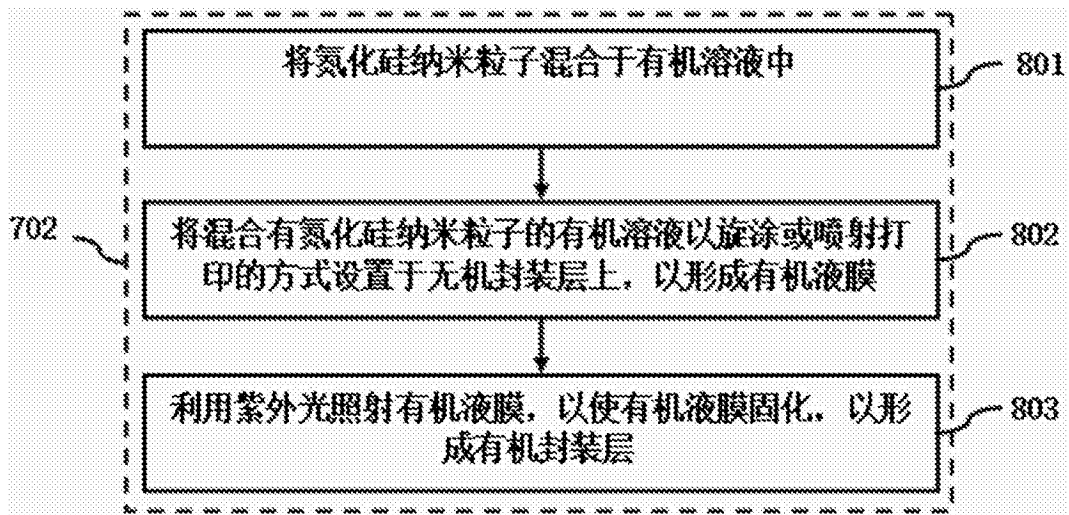 将氮化硅纳米粒子混合于有机溶液中
801
702
将混合有氮化硅纳米粒子的有机溶液以旋涂或喷射打
印的方式设置于无机封装层上，以形成有机液膜
802
利用紫外光照射有机液膜，以使有机液膜固化，以形
成有机封装层
803